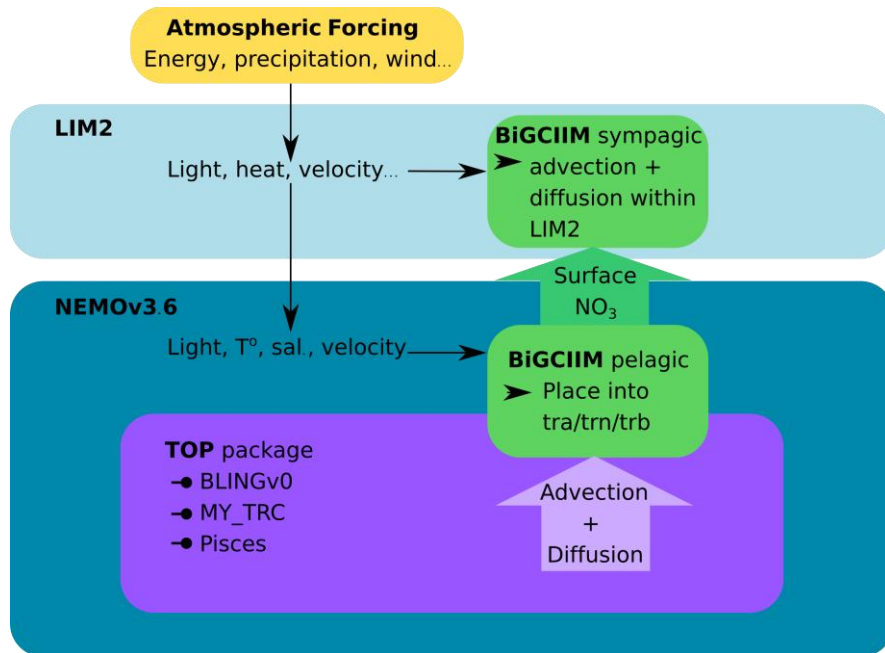 Atmospheric Forcing
Energy, precipitation, wind...
LIM2
Light, heat, velocity...
BiGCIIM sympagic
advection +
diffusion within
LIM2
Surface
NO₃
NEMOv3.6
Light, T⁰, sal., velocity
BiGCIIM pelagic
Place into
tra/trn/trb
TOP package
BLINGv0
MY_TRC
Pisces
Advection
+
Diffusion